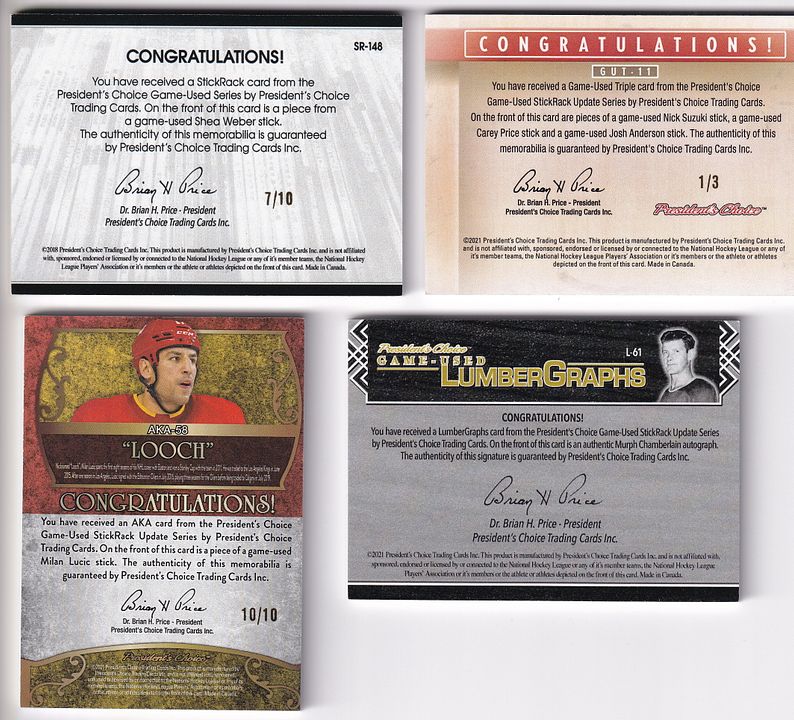 SR-148
CONGRATULATIONS!
You have received a StickRack card from the
President's Choice Game-Used Series by President's Choice
Trading Cards. On the front of this card is a piece from
a game-used Shea Weber stick.
The authenticity of this memorabilia is guaranteed
by President's Choice Trading Cards Inc.
Brian H Price
7/10
Dr. Brian H. Price - President
President's Choice Trading Cards Inc.
©2018 President's Choice Trading Cards Inc. This product is manufactured by President's Choice Trading Cards Inc. and is not affiliated
with, sponsored, endorsed or licensed by or connected to the National Hockey League or any of it's member teams, the National Hockey
League Players' Association or it's members or the athlete or athletes depicted on the front of this card. Made in Canada.
CONGRATULATIONS!
GUT-11
You have received a Game-Used Triple card from the President's Choice
Game-Used StickRack Update Series by President's Choice Trading Cards.
On the front of this card are pieces of a game-used Nick Suzuki stick, a game-used
Carey Price stick and a game-used Josh Anderson stick. The authenticity of this
memorabilia is guaranteed by President's Choice Trading Cards Inc.
Brian H Price
1/3
Dr. Brian H. Price - President
President's Choice Trading Cards Inc.
President's Choice™
©2021 President's Choice Trading Cards Inc. This product is manufactured by President's Choice Trading Cards Inc. and is
not affiliated with, sponsored, endorsed or licensed by or connected to the National Hockey League or any of
it's member teams, the National Hockey League Players' Association or it's members or the athlete or athletes
depicted on the front of this card. Made in Canada.
CCM
AKA-58
"LOOCH"
CONGRATULATIONS!
You have received an AKA card from the President's Choice
Game-Used StickRack Update Series by President's Choice
Trading Cards. On the front of this card is a piece of a game-used
Milan Lucic stick. The authenticity of this memorabilia is
guaranteed by President's Choice Trading Cards Inc.
Brian H Price
10/10
Dr. Brian H. Price - President
President's Choice Trading Cards Inc.
President's Choice
President's Choice
GAME-USED
LUMBERGRAPHS
L-61
CONGRATULATIONS!
You have received a LumberGraphs card from the President's Choice Game-Used StickRack Update Series
by President's Choice Trading Cards. On the front of this card is an authentic Murph Chamberlain autograph.
The authenticity of this signature is guaranteed by President's Choice Trading Cards Inc.
Brian H Price
Dr. Brian H. Price - President
President's Choice Trading Cards Inc.
©2021 President's Choice Trading Cards Inc. This product is manufactured by President's Choice Trading Cards Inc. and is not affiliated with,
sponsored, endorsed or licensed by or connected to the National Hockey League or any of it's member teams, the National Hockey League
Players' Association or it's members or the athlete or athletes depicted on the front of this card. Made in Canada.